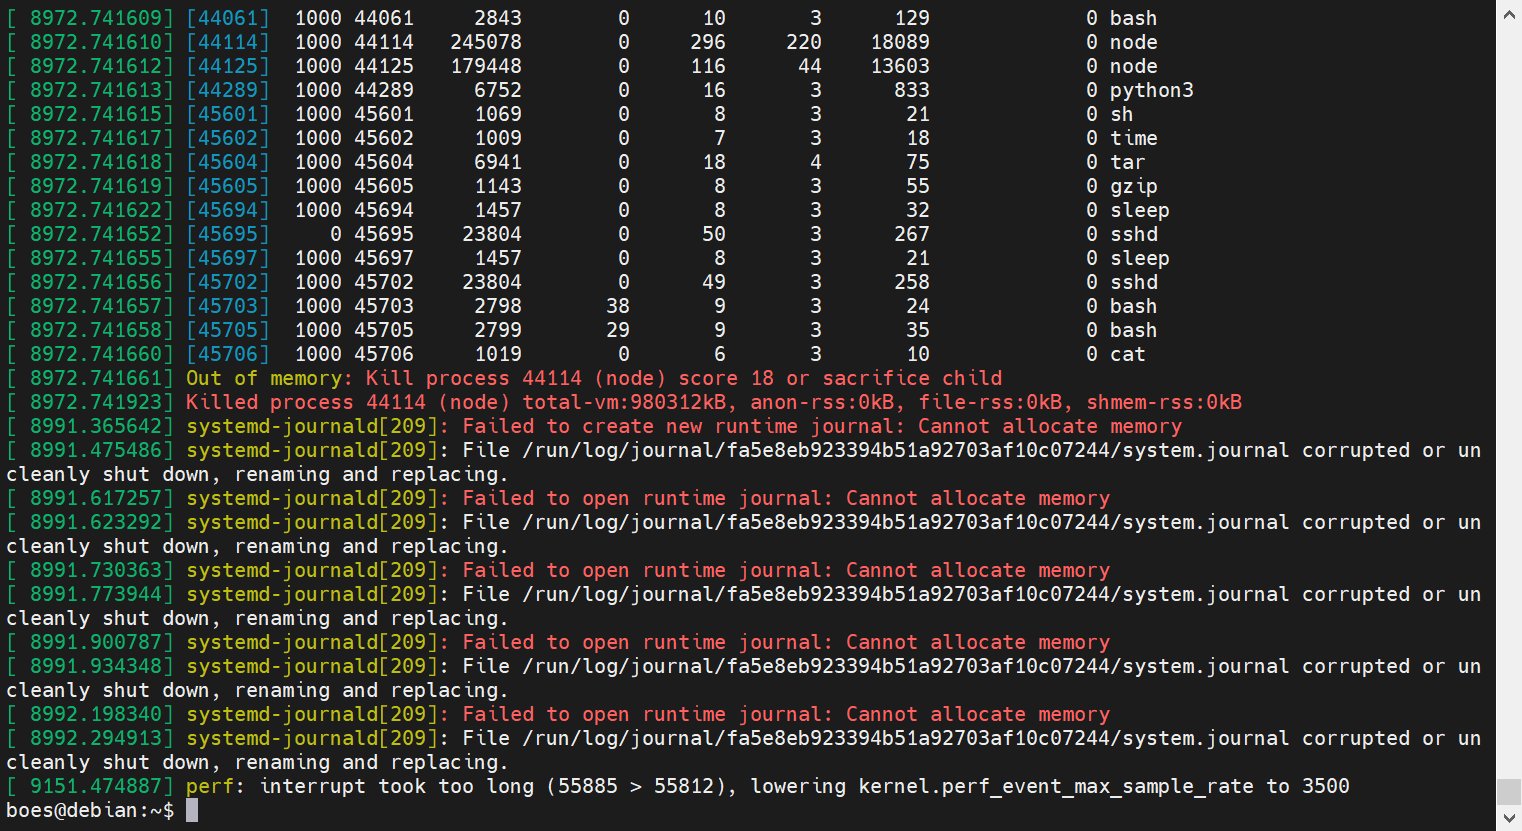 [ 8972.741609] [44061]  1000 44061     2843        0      10       3      129             0 bash
[ 8972.741610] [44114]  1000 44114   245078        0     296     220    18089             0 node
[ 8972.741612] [44125]  1000 44125   179448        0     116      44    13603             0 node
[ 8972.741613] [44289]  1000 44289     6752        0      16       3      833             0 python3
[ 8972.741615] [45601]  1000 45601     1069        0       8       3       21             0 sh
[ 8972.741617] [45602]  1000 45602     1009        0       7       3       18             0 time
[ 8972.741618] [45604]  1000 45604     6941        0      18       4       75             0 tar
[ 8972.741619] [45605]  1000 45605     1143        0       8       3       55             0 gzip
[ 8972.741622] [45694]  1000 45694     1457        0       8       3       32             0 sleep
[ 8972.741652] [45695]     0 45695    23804        0      50       3      267             0 sshd
[ 8972.741655] [45697]  1000 45697     1457        0       8       3       21             0 sleep
[ 8972.741656] [45702]  1000 45702    23804        0      49       3      258             0 sshd
[ 8972.741657] [45703]  1000 45703     2798       38       9       3       24             0 bash
[ 8972.741658] [45705]  1000 45705     2799       29       9       3       35             0 bash
[ 8972.741660] [45706]  1000 45706     1019        0       6       3       10             0 cat
[ 8972.741661] Out of memory: Kill process 44114 (node) score 18 or sacrifice child
[ 8972.741923] Killed process 44114 (node) total-vm:980312kB, anon-rss:0kB, file-rss:0kB, shmem-rss:0kB
[ 8991.365642] systemd-journald[209]: Failed to create new runtime journal: Cannot allocate memory
[ 8991.475486] systemd-journald[209]: File /run/log/journal/fa5e8eb923394b51a92703af10c07244/system.journal corrupted or un
cleanly shut down, renaming and replacing.
[ 8991.617257] systemd-journald[209]: Failed to open runtime journal: Cannot allocate memory
[ 8991.623292] systemd-journald[209]: File /run/log/journal/fa5e8eb923394b51a92703af10c07244/system.journal corrupted or un
cleanly shut down, renaming and replacing.
[ 8991.730363] systemd-journald[209]: Failed to open runtime journal: Cannot allocate memory
[ 8991.773944] systemd-journald[209]: File /run/log/journal/fa5e8eb923394b51a92703af10c07244/system.journal corrupted or un
cleanly shut down, renaming and replacing.
[ 8991.900787] systemd-journald[209]: Failed to open runtime journal: Cannot allocate memory
[ 8991.934348] systemd-journald[209]: File /run/log/journal/fa5e8eb923394b51a92703af10c07244/system.journal corrupted or un
cleanly shut down, renaming and replacing.
[ 8992.198340] systemd-journald[209]: Failed to open runtime journal: Cannot allocate memory
[ 8992.294913] systemd-journald[209]: File /run/log/journal/fa5e8eb923394b51a92703af10c07244/system.journal corrupted or un
cleanly shut down, renaming and replacing.
[ 9151.474887] perf: interrupt took too long (55885 > 55812), lowering kernel.perf_event_max_sample_rate to 3500
boes@debian:~$